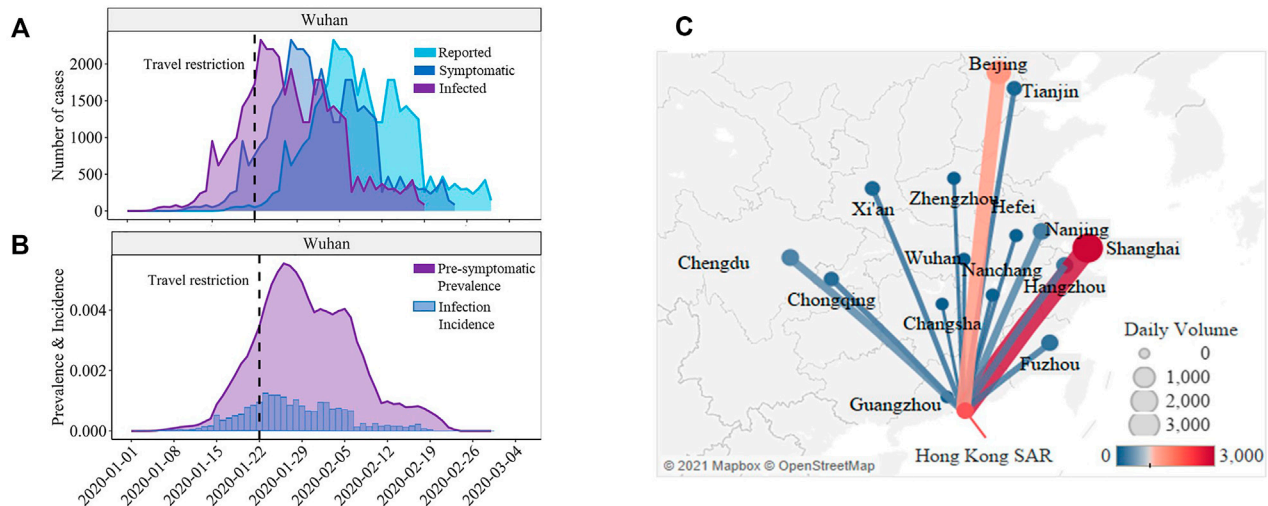 A
Wuhan
Number of cases
2000
1500
1000
500
0
Travel restriction
Reported
Symptomatic
Infected
B
Wuhan
Prevalence & Incidence
0.004
0.002
0.000
Travel restriction
Pre-symptomatic
Prevalence
Infection
Incidence
2020-01-01
2020-01-08
2020-01-15
2020-01-22
2020-01-29
2020-02-05
2020-02-12
2020-02-19
2020-02-26
2020-03-04
C
Beijing
Tianjin
Xi'an
Zhengzhou
Hefei
Nanjing
Shanghai
Chengdu
Wuhan
Nanchang
Hangzhou
Chongqing
Changsha
Fuzhou
Guangzhou
Hong Kong SAR
Daily Volume
0
1,000
2,000
3,000
0 3,000
© 2021 Mapbox © OpenStreetMap